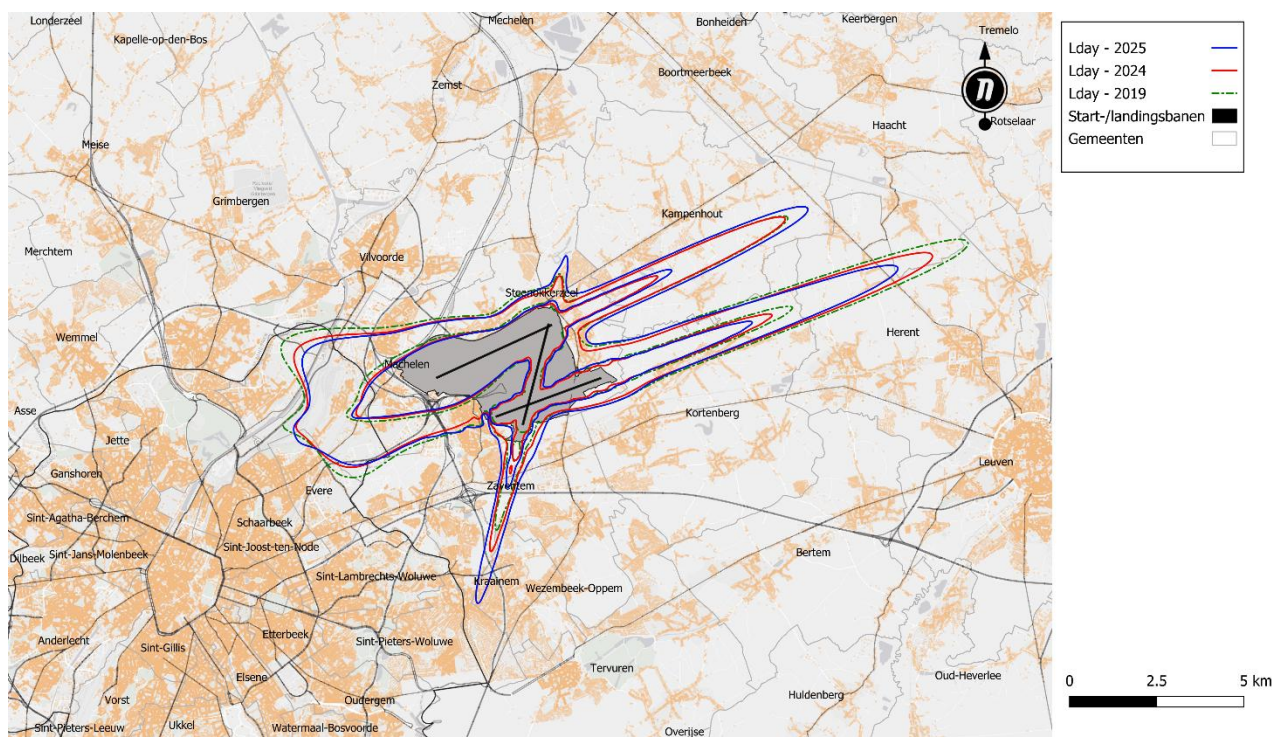 Londerzeel
Mechelen
Bonheiden
Keerbergen
Tremelo
Kapelle-op-den-Bos
Boortmeerbeek
Zemst
Rotselaar
Haacht
Meise
Grimbergen
Kampenhout
Merchtem
Vilvoorde
Steenokkerzeel
Wemmel
Herent
Machelen
Asse
Kortenberg
Jette
Leuven
Ganshoren
Zaventem
Evere
Sint-Agatha-Berchem
Schaarbeek
Sint-Joost-ten-Node
Dilbeek
Sint-Jans-Molenbeek
Bertem
Sint-Lambrechts-Woluwe
Kraainem
Wezembeek-Oppem
Anderlecht
Etterbeek
Sint-Pieters-Woluwe
Sint-Gillis
Tervuren
Elsene
Oud-Heverlee
Vorst
Oudergem
Huldenberg
Sint-Pieters-Leeuw
Ukkel
Watermaal-Bosvoorde
Overijse
Lday - 2025
Lday - 2024
Lday - 2019
Start-/landingsbanen
Gemeenten
0 2.5 5 km